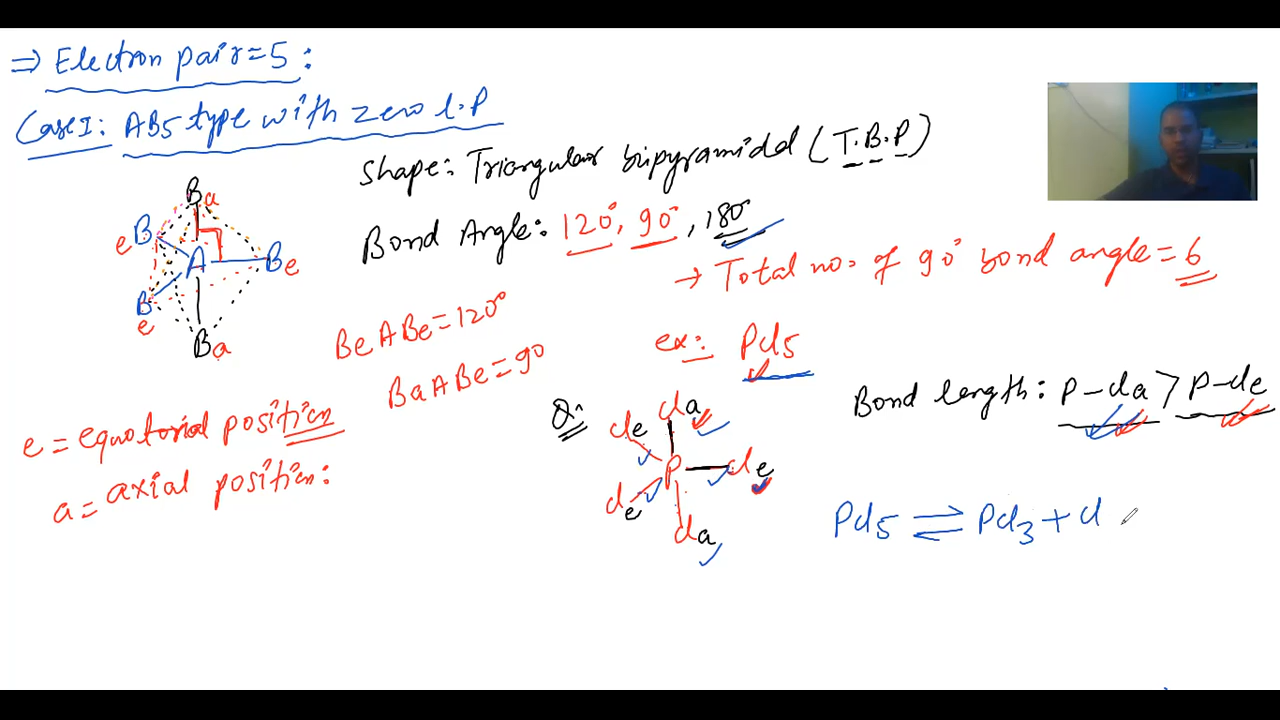 ⇒ Electron pair=5:
Case I: AB5 type with zero l.P
Shape: Triangular bipyramidal (T.B.P)
Bond Angle: 120°, 90°, 180°
→ Total no. of 90° bond angle = 6
Ba
eB
A
Be
B
e
Ba
BeABe=120°
BaABe=90
ex: PCl5
e = equatorial position
a = axial position:
Q:
Cla
Cle
P
Cle
Cle
Cla
Bond length: P-Cla > P-Cle
PCl5 ⇌ PCl3 + Cl